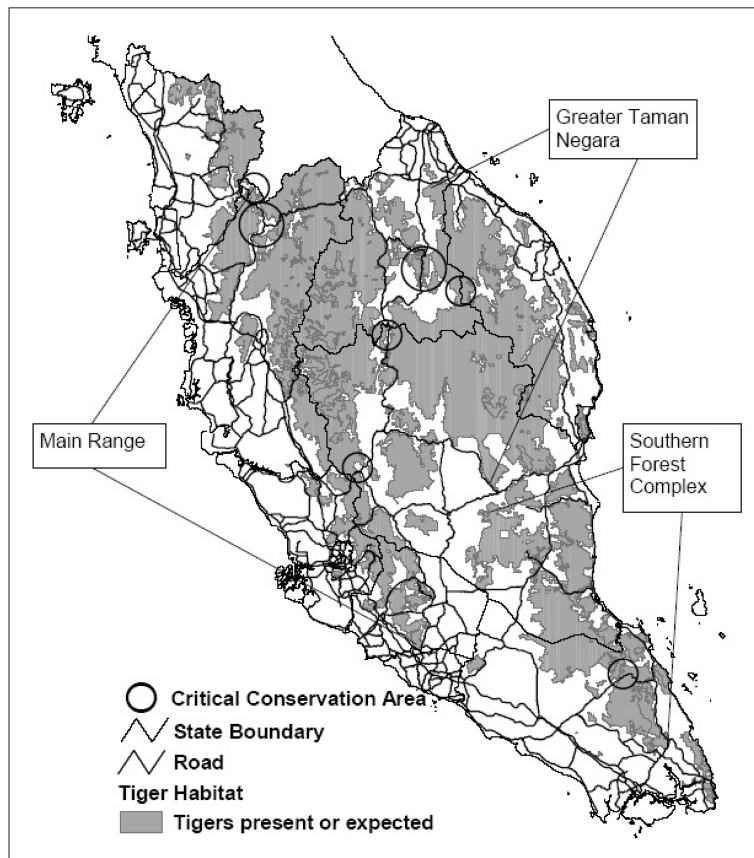 Greater Taman
Negara
Main Range
Southern
Forest
Complex
Critical Conservation Area
State Boundary
Road
Tiger Habitat
Tigers present or expected